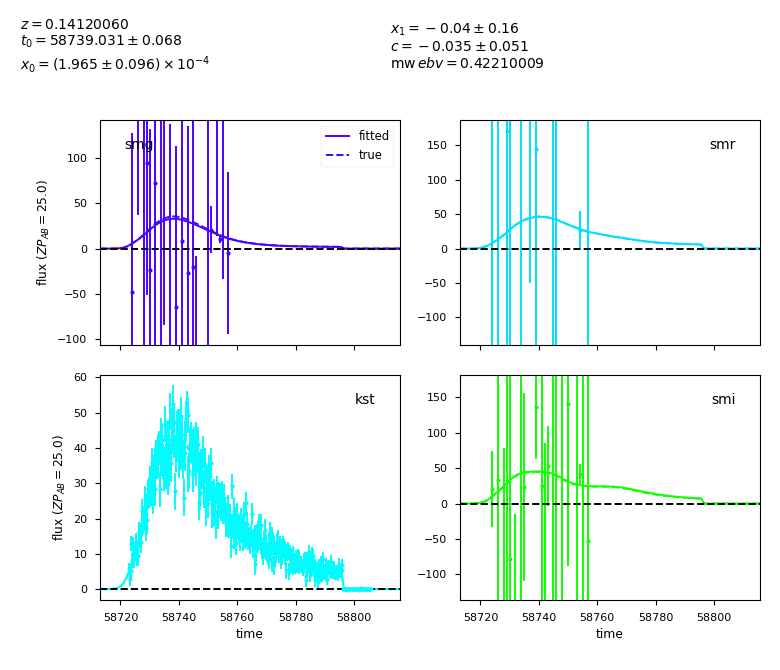 z = 0.14120060
t₀ = 58739.031 ± 0.068
x₀ = (1.965 ± 0.096) × 10⁻⁴
x₁ = −0.04 ± 0.16
c = −0.035 ± 0.051
mw ebv = 0.42210009
smg
fitted
true
100
50
0
−50
−100
flux (ZP_AB = 25.0)
smr
150
100
50
0
−50
−100
kst
60
50
40
30
20
10
0
flux (ZP_AB = 25.0)
58720 58740 58760 58780 58800
time
smi
150
100
50
0
−50
−100
58720 58740 58760 58780 58800
time